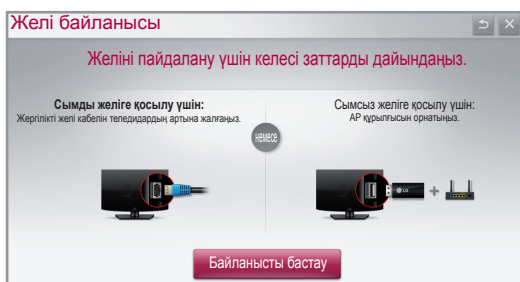 Желі байланысы
Желіні пайдалану үшін келесі заттарды дайындаңыз.
Сымды желіге қосылу үшін:
Жергілікті желі кабелін теледидардың артына жалғаңыз.
немесе
Сымсыз желіге қосылу үшін:
AP құрылғысын орнатыңыз.
LG
Байланысты бастау